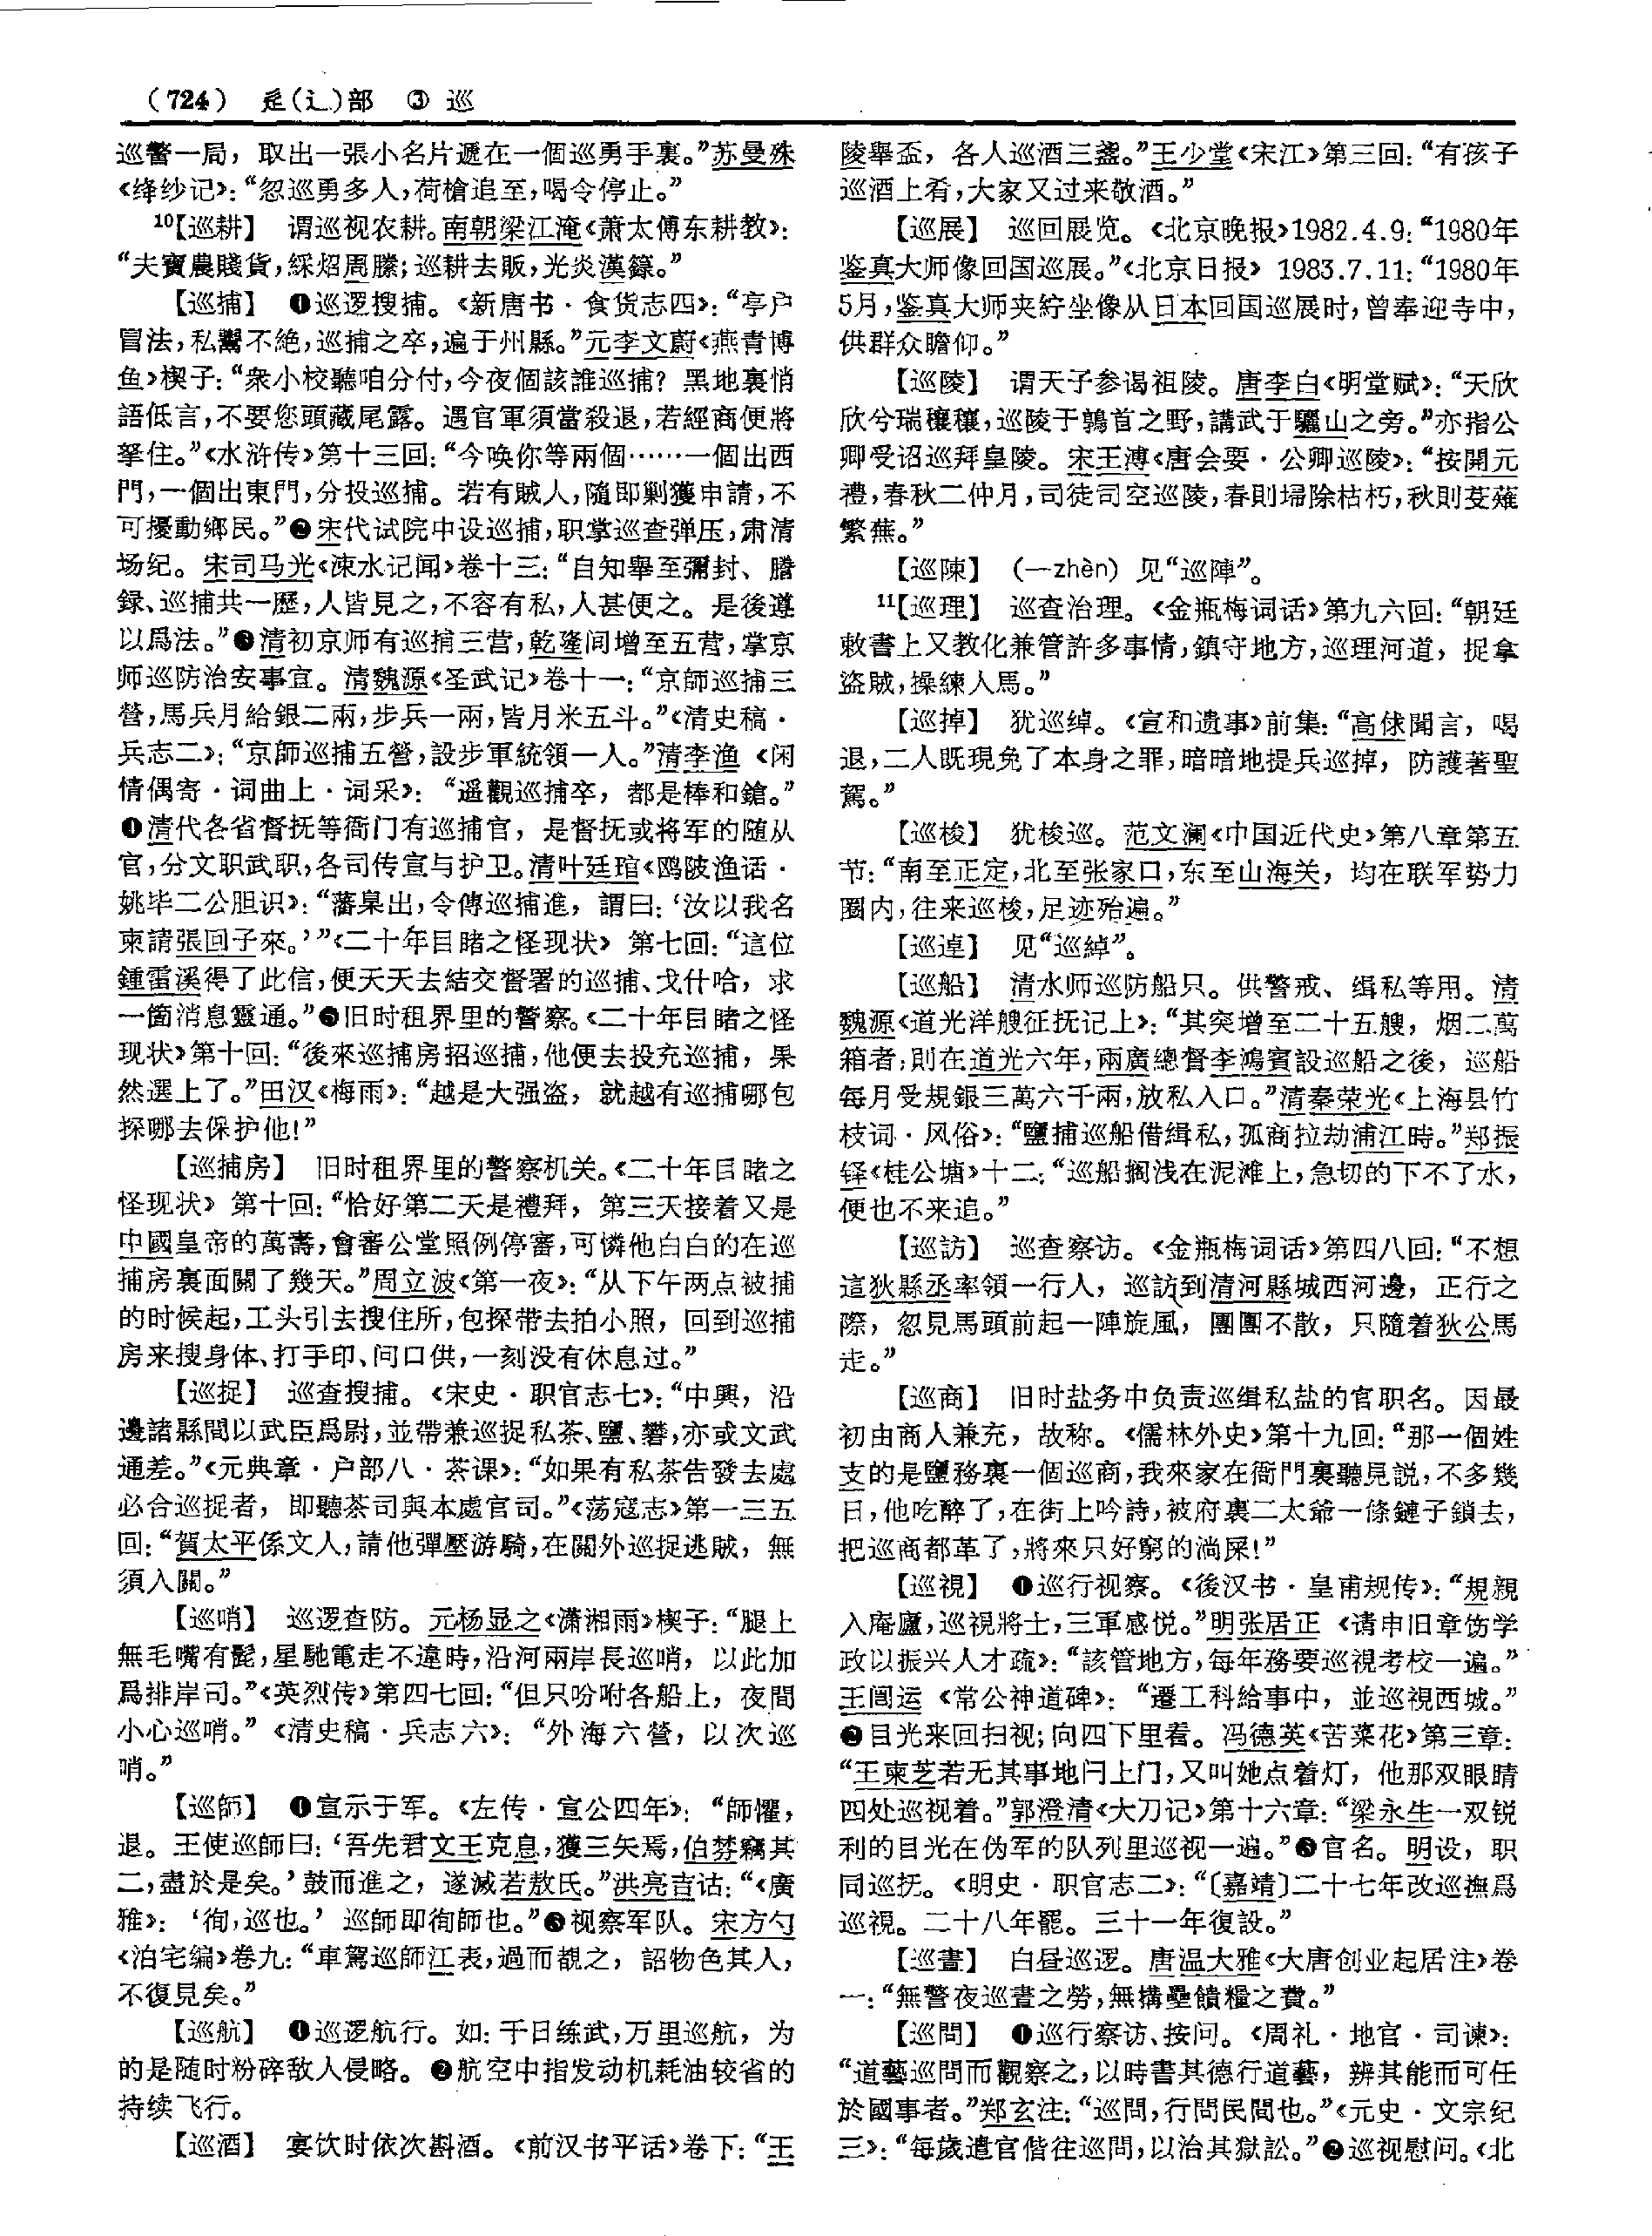 （724） 辵(辶)部 ③ 巡
巡警一局，取出一張小名片遞在一個巡勇手裏。”苏曼殊
《绛纱记》：“忽巡勇多人，荷槍追至，喝令停止。”
10【巡耕】 谓巡视农耕。南朝梁江淹《萧太傅东耕教》：
“夫寶農賤貨，綵炤周縢；巡耕去販，光炎漢籙。”
【巡捕】 ❶巡逻搜捕。《新唐书·食货志四》：“亭户
冒法，私鬻不絶，巡捕之卒，遍于州縣。”元李文蔚《燕青博
鱼》楔子：“衆小校聽咱分付，今夜個該誰巡捕？黑地裏悄
語低言，不要您頭藏尾露。遇官軍須當殺退，若經商便將
拏住。”《水浒传》第十三回：“今唤你等兩個……一個出西
門，一個出東門，分投巡捕。若有賊人，隨即剿獲申請，不
可擾動鄉民。”❷宋代试院中设巡捕，职掌巡查弹压，肃清
场纪。宋司马光《涑水记闻》卷十三：“自知舉至彌封、謄
録、巡捕共一歷，人皆見之，不容有私，人甚便之。是後遵
以爲法。”❸清初京师有巡捕三营，乾隆间增至五营，掌京
师巡防治安事宜。清魏源《圣武记》卷十一：“京師巡捕三
營，馬兵月給銀二兩，步兵一兩，皆月米五斗。”《清史稿·
兵志二》：“京師巡捕五營，設步軍統領一人。”清李渔《闲
情偶寄·词曲上·词采》：“遥觀巡捕卒，都是棒和鎗。”
❹清代各省督抚等衙门有巡捕官，是督抚或将军的随从
官，分文职武职，各司传宣与护卫。清叶廷琯《鸥陂渔话·
姚毕二公胆识》：“藩臬出，令傳巡捕進，謂曰：‘汝以我名
柬請張回子來。’”《二十年目睹之怪现状》第七回：“這位
鍾雷溪得了此信，便天天去結交督署的巡捕、戈什哈，求
一箇消息靈通。”❺旧时租界里的警察。《二十年目睹之怪
现状》第十回：“後來巡捕房招巡捕，他便去投充巡捕，果
然選上了。”田汉《梅雨》：“越是大强盗，就越有巡捕哪包
探哪去保护他！”
【巡捕房】 旧时租界里的警察机关。《二十年目睹之
怪现状》第十回：“恰好第二天是禮拜，第三天接着又是
中國皇帝的萬壽，會審公堂照例停審，可憐他白白的在巡
捕房裏面關了幾天。”周立波《第一夜》：“从下午两点被捕
的时候起，工头引去搜住所，包探带去拍小照，回到巡捕
房来搜身体、打手印、问口供，一刻没有休息过。”
【巡捉】 巡查搜捕。《宋史·职官志七》：“中興，沿
邊諸縣間以武臣爲尉，並帶兼巡捉私茶、鹽、礬，亦或文武
通差。”《元典章·户部八·茶课》：“如果有私茶告發去處
必合巡捉者，即聽茶司與本處官司。”《荡寇志》第一三五
回：“賀太平係文人，請他彈壓游騎，在關外巡捉逃賊，無
須入關。”
【巡哨】 巡逻查防。元杨显之《潇湘雨》楔子：“腿上
無毛嘴有髭，星馳電走不違時，沿河兩岸長巡哨，以此加
爲排岸司。”《英烈传》第四七回：“但只吩咐各船上，夜間
小心巡哨。”《清史稿·兵志六》：“外海六營，以次巡
哨。”
【巡師】 ❶宣示于军。《左传·宣公四年》：“師懼，
退。王使巡師曰：‘吾先君文王克息，獲三矢焉，伯棼竊其
二，盡於是矣。’鼓而進之，遂滅若敖氏。”洪亮吉诂：“《廣
雅》：‘徇，巡也。’巡師即徇師也。”❸视察军队。宋方勺
《泊宅编》卷九：“車駕巡師江表，過而覩之，詔物色其人，
不復見矣。”
【巡航】 ❶巡逻航行。如：千日练武，万里巡航，为
的是随时粉碎敌人侵略。❷航空中指发动机耗油较省的
持续飞行。
【巡酒】 宴饮时依次斟酒。《前汉书平话》卷下：“王
陵舉盃，各人巡酒三盞。”王少堂《宋江》第三回：“有孩子
巡酒上肴，大家又过来敬酒。”
【巡展】 巡回展览。《北京晚报》1982.4.9：“1980年
鉴真大师像回国巡展。”《北京日报》1983.7.11：“1980年
5月，鉴真大师夹紵坐像从日本回国巡展时，曾奉迎寺中，
供群众瞻仰。”
【巡陵】 谓天子参谒祖陵。唐李白《明堂赋》：“天欣
欣兮瑞穰穰，巡陵于鶉首之野，講武于驪山之旁。”亦指公
卿受诏巡拜皇陵。宋王溥《唐会要·公卿巡陵》：“按開元
禮，春秋二仲月，司徒司空巡陵，春則埽除枯朽，秋則芟薙
繁蕪。”
【巡陳】 （—zhèn）见“巡陣”。
11【巡理】 巡查治理。《金瓶梅词话》第九六回：“朝廷
敕書上又教化兼管許多事情，鎮守地方，巡理河道，捉拿
盗賊，操練人馬。”
【巡掉】 犹巡绰。《宣和遗事》前集：“高俅聞言，喝
退，二人既現免了本身之罪，暗暗地提兵巡掉，防護著聖
駕。”
【巡梭】 犹梭巡。范文澜《中国近代史》第八章第五
节：“南至正定，北至张家口，东至山海关，均在联军势力
圈内，往来巡梭，足迹殆遍。”
【巡逴】 见“巡綽”。
【巡船】 清水师巡防船只。供警戒、缉私等用。清
魏源《道光洋艘征抚记上》：“其突增至二十五艘，烟二萬
箱者；則在道光六年，兩廣總督李鴻賓設巡船之後，巡船
每月受規銀三萬六千兩，放私入口。”清秦荣光《上海县竹
枝词·风俗》：“鹽捕巡船借緝私，孤商拉劫浦江時。”郑振
铎《桂公塘》十二：“巡船搁浅在泥滩上，急切的下不了水，
便也不来追。”
【巡訪】 巡查察访。《金瓶梅词话》第四八回：“不想
這狄縣丞率領一行人，巡訪到清河縣城西河邊，正行之
際，忽見馬頭前起一陣旋風，團團不散，只隨着狄公馬
走。”
【巡商】 旧时盐务中负责巡缉私盐的官职名。因最
初由商人兼充，故称。《儒林外史》第十九回：“那一個姓
支的是鹽務裏一個巡商，我來家在衙門裏聽見説，不多幾
日，他吃醉了，在街上吟詩，被府裏二太爺一條鏈子鎖去，
把巡商都革了，將來只好窮的淌屎！”
【巡視】 ❶巡行视察。《後汉书·皇甫规传》：“規親
入庵廬，巡視將士，三軍感悦。”明张居正《请申旧章饬学
政以振兴人才疏》：“該管地方，每年務要巡視考校一遍。”
王闿运《常公神道碑》：“遷工科給事中，並巡視西城。”
❷目光来回扫视；向四下里看。冯德英《苦菜花》第三章：
“王柬芝若无其事地闩上门，又叫她点着灯，他那双眼睛
四处巡视着。”郭澄清《大刀记》第十六章：“梁永生一双锐
利的目光在伪军的队列里巡视一遍。”❸官名。明设，职
同巡抚。《明史·职官志二》：“〔嘉靖〕二十七年改巡撫爲
巡視。二十八年罷。三十一年復設。”
【巡晝】 白昼巡逻。唐温大雅《大唐创业起居注》卷
一：“無警夜巡晝之勞，無構壘饋糧之費。”
【巡問】 ❶巡行察访、按问。《周礼·地官·司谏》：
“道藝巡問而觀察之，以時書其德行道藝，辨其能而可任
於國事者。”郑玄注：“巡問，行問民間也。”《元史·文宗纪
三》：“每歲遣官偕往巡問，以治其獄訟。”❷巡视慰问。《北